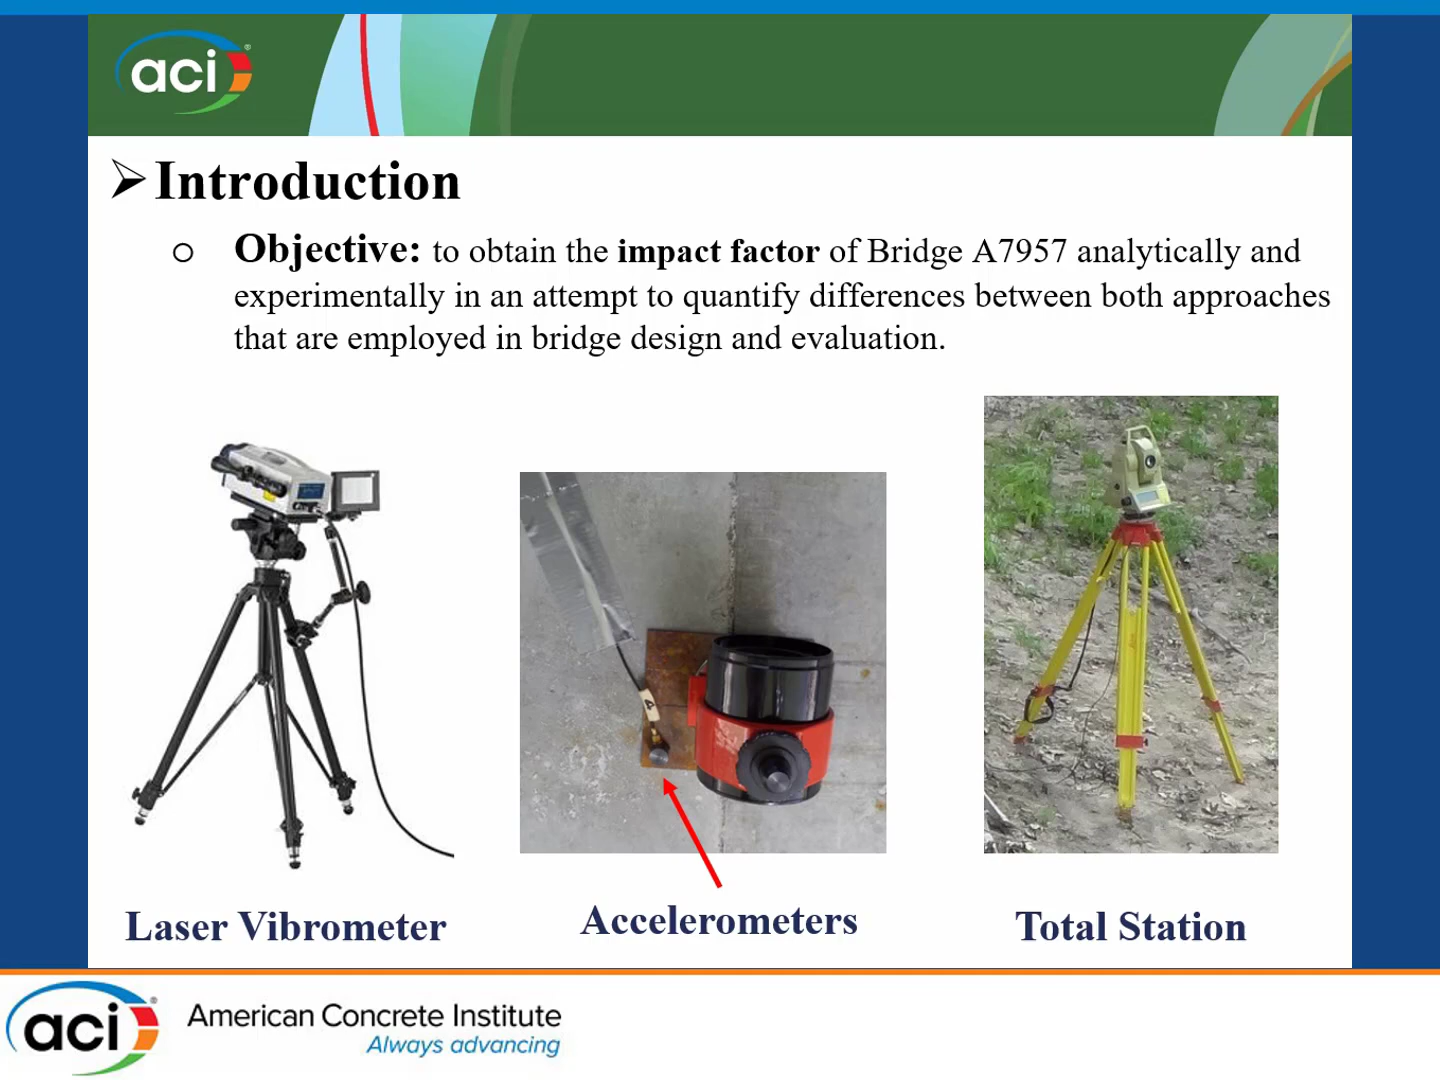 aci®
Introduction
Objective: to obtain the impact factor of Bridge A7957 analytically and
experimentally in an attempt to quantify differences between both approaches
that are employed in bridge design and evaluation.
4
Laser Vibrometer
Accelerometers
Total Station
aci®
American Concrete Institute
Always advancing